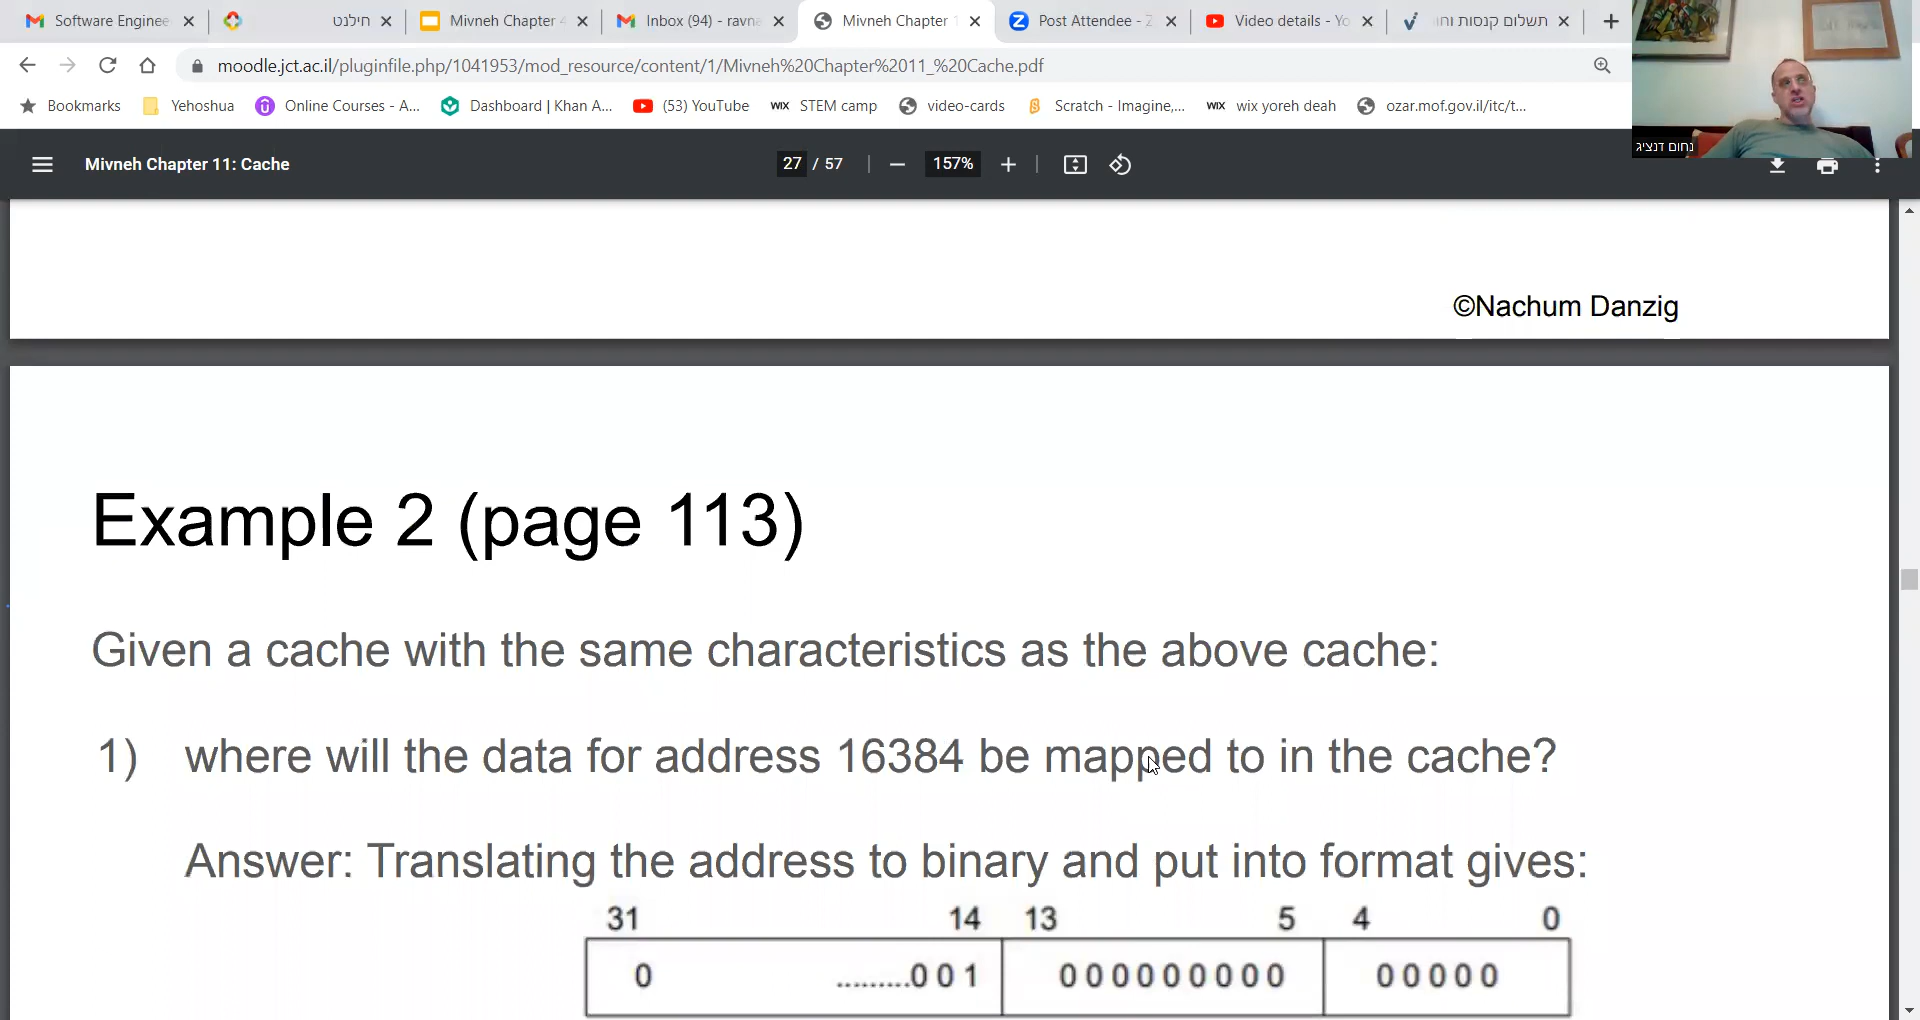 Software Enginee
חילנט
Mivneh Chapter 4
Inbox (94) - ravna
Mivneh Chapter 1
Post Attendee - Z
Video details - Yo
תשלום קנסות וחו
moodle.jct.ac.il/pluginfile.php/1041953/mod_resource/content/1/Mivneh%20Chapter%2011_%20Cache.pdf
Bookmarks
Yehoshua
Online Courses - A...
Dashboard | Khan A...
(53) YouTube
WIX STEM camp
video-cards
Scratch - Imagine,...
WIX wix yoreh deah
ozar.mof.gov.il/itc/t...
נחום דנציג
Mivneh Chapter 11: Cache
27 / 57
157%
©Nachum Danzig
Example 2 (page 113)
Given a cache with the same characteristics as the above cache:
1) where will the data for address 16384 be mapped to in the cache?
Answer: Translating the address to binary and put into format gives:
31 14 13 5 4 0
0 .........0 0 1 0 0 0 0 0 0 0 0 0 0 0 0 0 0